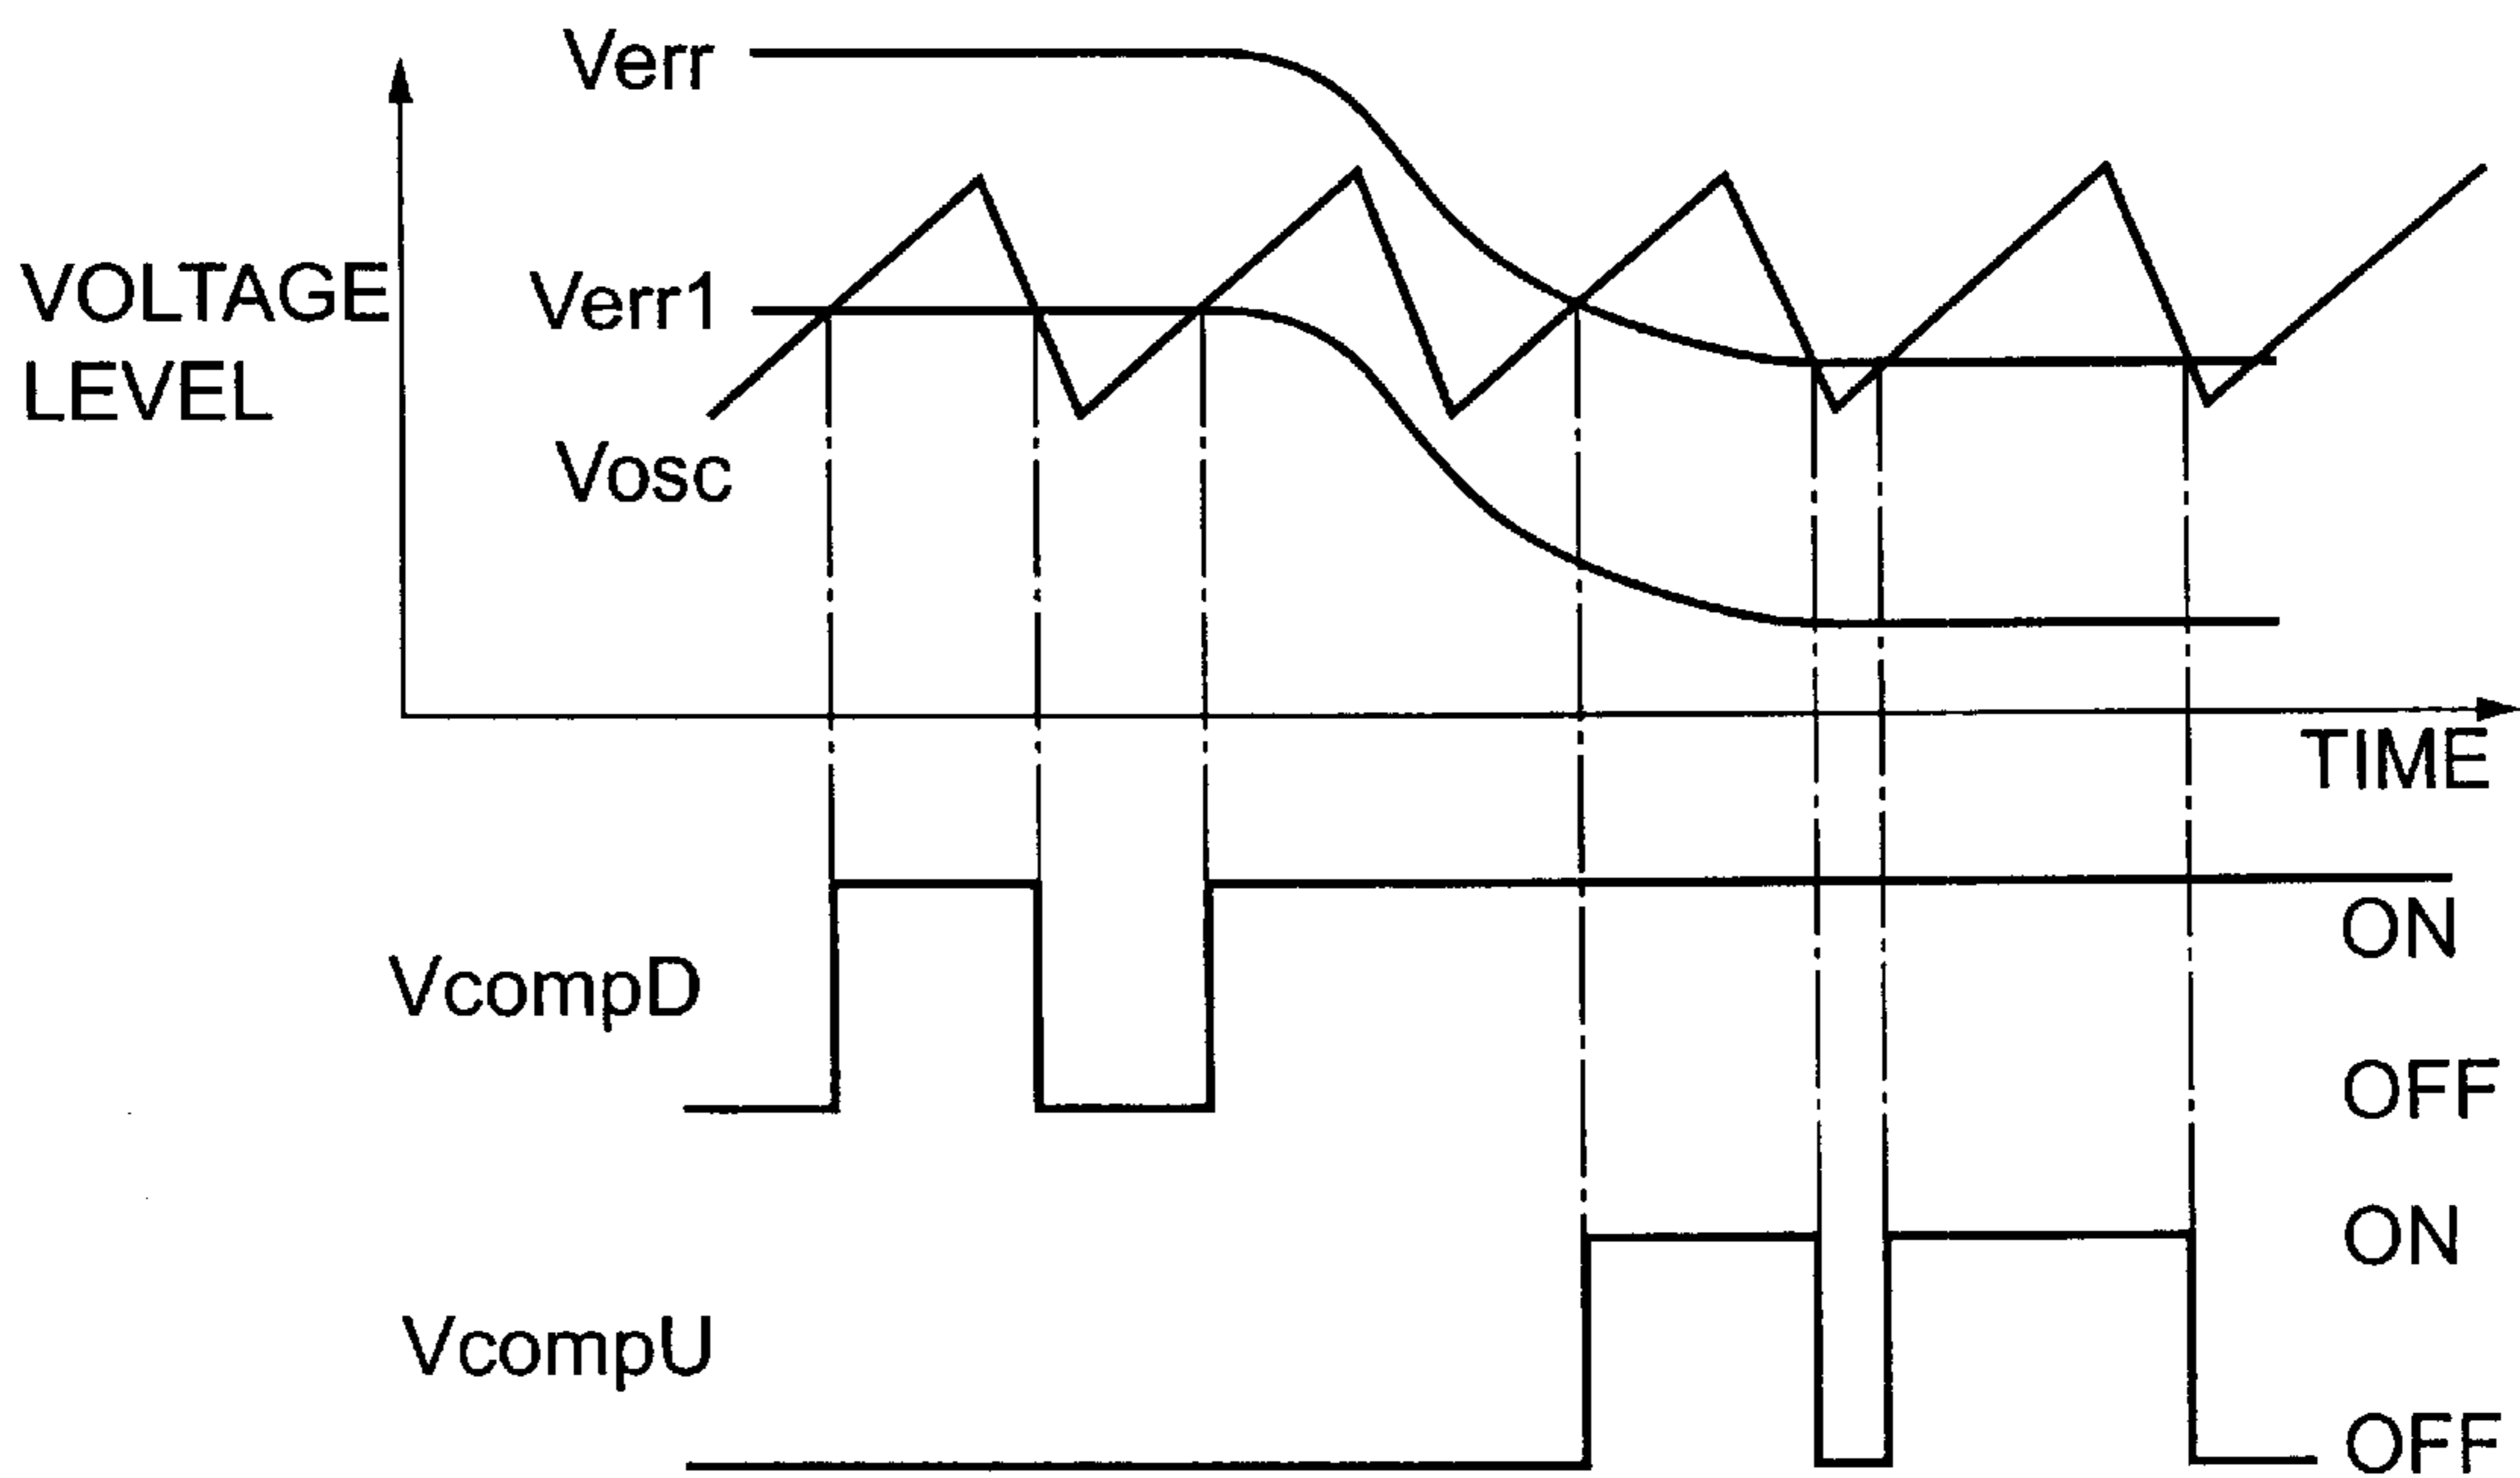 Verr
VOLTAGE
LEVEL
Verr1
Vosc
TIME
VcompD
ON
OFF
VcompU
ON
OFF